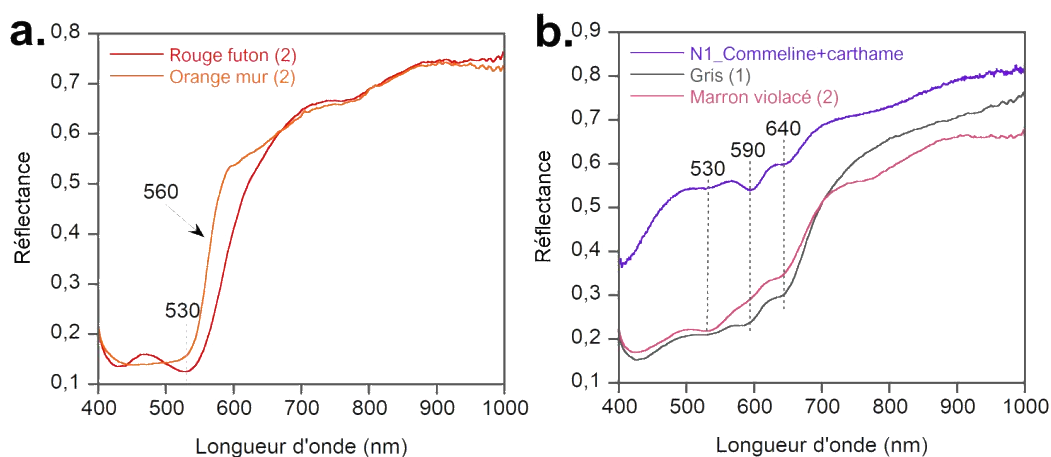 a.
Rouge futon (2)
Orange mur (2)
560
530
Réflectance
0,8
0,7
0,6
0,5
0,4
0,3
0,2
0,1
400 500 600 700 800 900 1000
Longueur d'onde (nm)
b.
N1_Commeline+carthame
Gris (1)
Marron violacé (2)
530
590
640
Réflectance
0,9
0,8
0,7
0,6
0,5
0,4
0,3
0,2
0,1
400 500 600 700 800 900 1000
Longueur d'onde (nm)